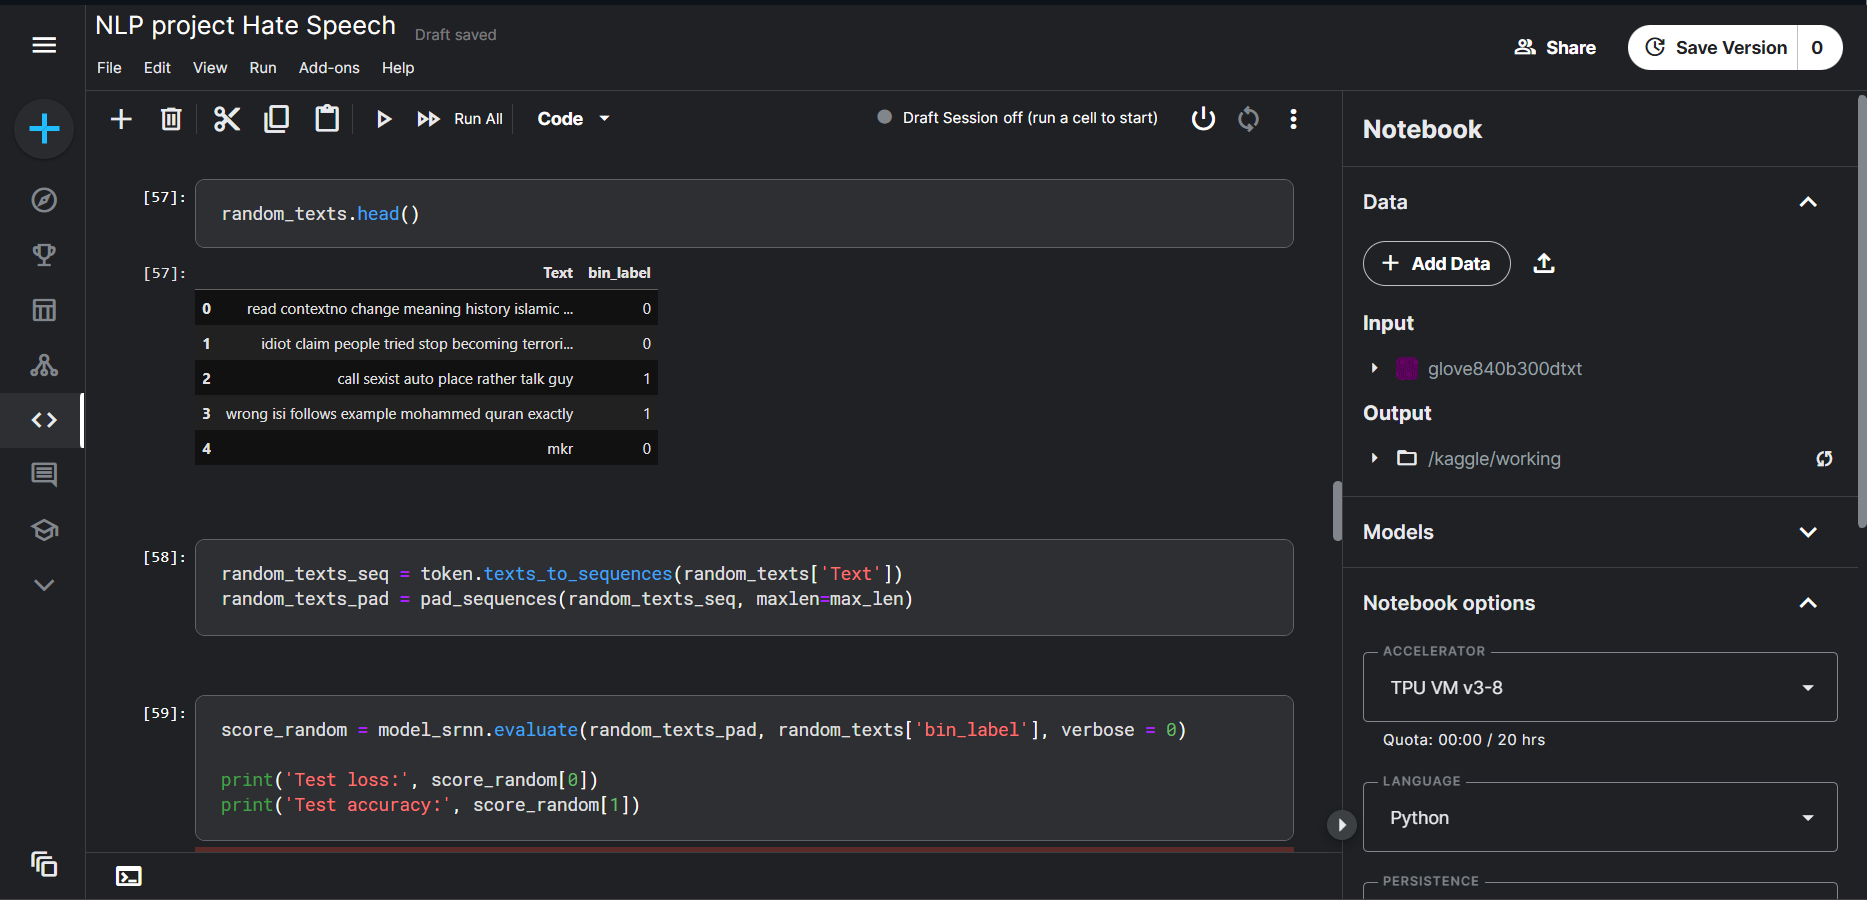 NLP project Hate Speech
Draft saved
File Edit View Run Add-ons Help
Share
Save Version 0
Run All
Code
Draft Session off (run a cell to start)
[57]:
random_texts.head()
[57]:
Text bin_label
0 read contextno change meaning history islamic ... 0
1 idiot claim people tried stop becoming terrori... 0
2 call sexist auto place rather talk guy 1
3 wrong isi follows example mohammed quran exactly 1
4 mkr 0
[58]:
random_texts_seq = token.texts_to_sequences(random_texts['Text'])
random_texts_pad = pad_sequences(random_texts_seq, maxlen=max_len)
[59]:
score_random = model_srnn.evaluate(random_texts_pad, random_texts['bin_label'], verbose = 0)
print('Test loss:', score_random[0])
print('Test accuracy:', score_random[1])
Notebook
Data
+ Add Data
Input
glove840b300dtxt
Output
/kaggle/working
Models
Notebook options
ACCELERATOR
TPU VM v3-8
Quota: 00:00 / 20 hrs
LANGUAGE
Python
PERSISTENCE